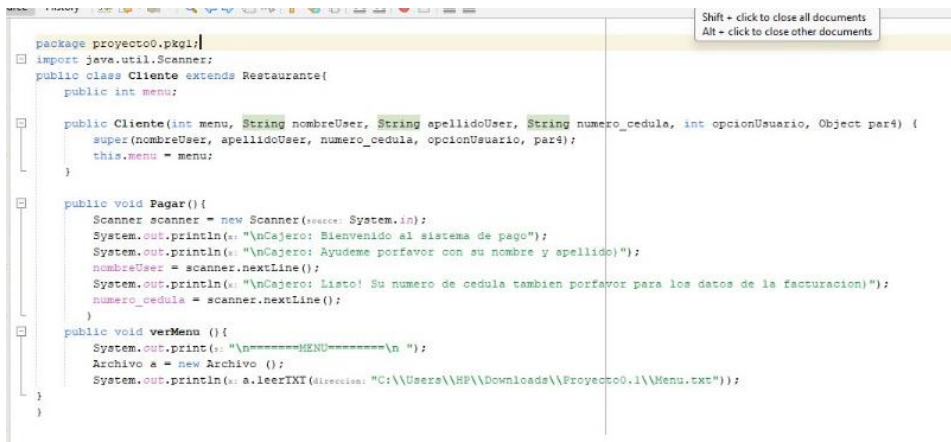 History
Shift + click to close all documents
Alt + click to close other documents
package proyecto0.pkg1;
import java.util.Scanner;
public class Cliente extends Restaurante{
public int menu;
public Cliente(int menu, String nombreUser, String apellidoUser, String numero_cedula, int opcionUsuario, Object par4) {
super(nombreUser, apellidoUser, numero_cedula, opcionUsuario, par4);
this.menu = menu;
}
public void Pagar(){
Scanner scanner = new Scanner(source: System.in);
System.out.println(x: "\nCajero: Bienvenido al sistema de pago");
System.out.println(x: "\nCajero: Ayudeme porfavor con su nombre y apellido)");
nombreUser = scanner.nextLine();
System.out.println(x: "\nCajero: Listo! Su numero de cedula tambien porfavor para los datos de la facturacion)");
numero_cedula = scanner.nextLine();
}
public void verMenu (){
System.out.print(s: "\n=======MENU========\n ");
Archivo a = new Archivo ();
System.out.println(x: a.leerTXT(direccion: "C:\\Users\\HP\\Downloads\\Proyecto0.1\\Menu.txt"));
}
}